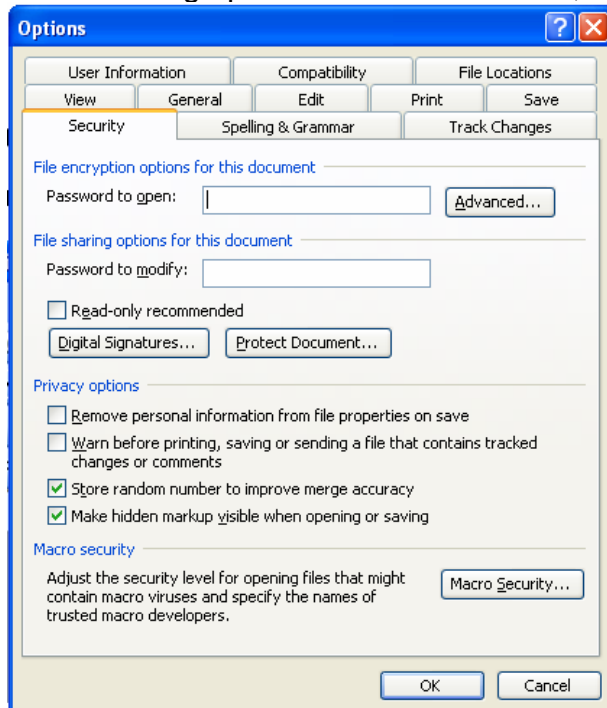 Options
User Information Compatibility File Locations
View General Edit Print Save
Security Spelling & Grammar Track Changes
File encryption options for this document
Password to open: Advanced...
File sharing options for this document
Password to modify:
Read-only recommended
Digital Signatures... Protect Document...
Privacy options
Remove personal information from file properties on save
Warn before printing, saving or sending a file that contains tracked
changes or comments
Store random number to improve merge accuracy
Make hidden markup visible when opening or saving
Macro security
Adjust the security level for opening files that might
contain macro viruses and specify the names of
trusted macro developers.
Macro Security...
OK Cancel